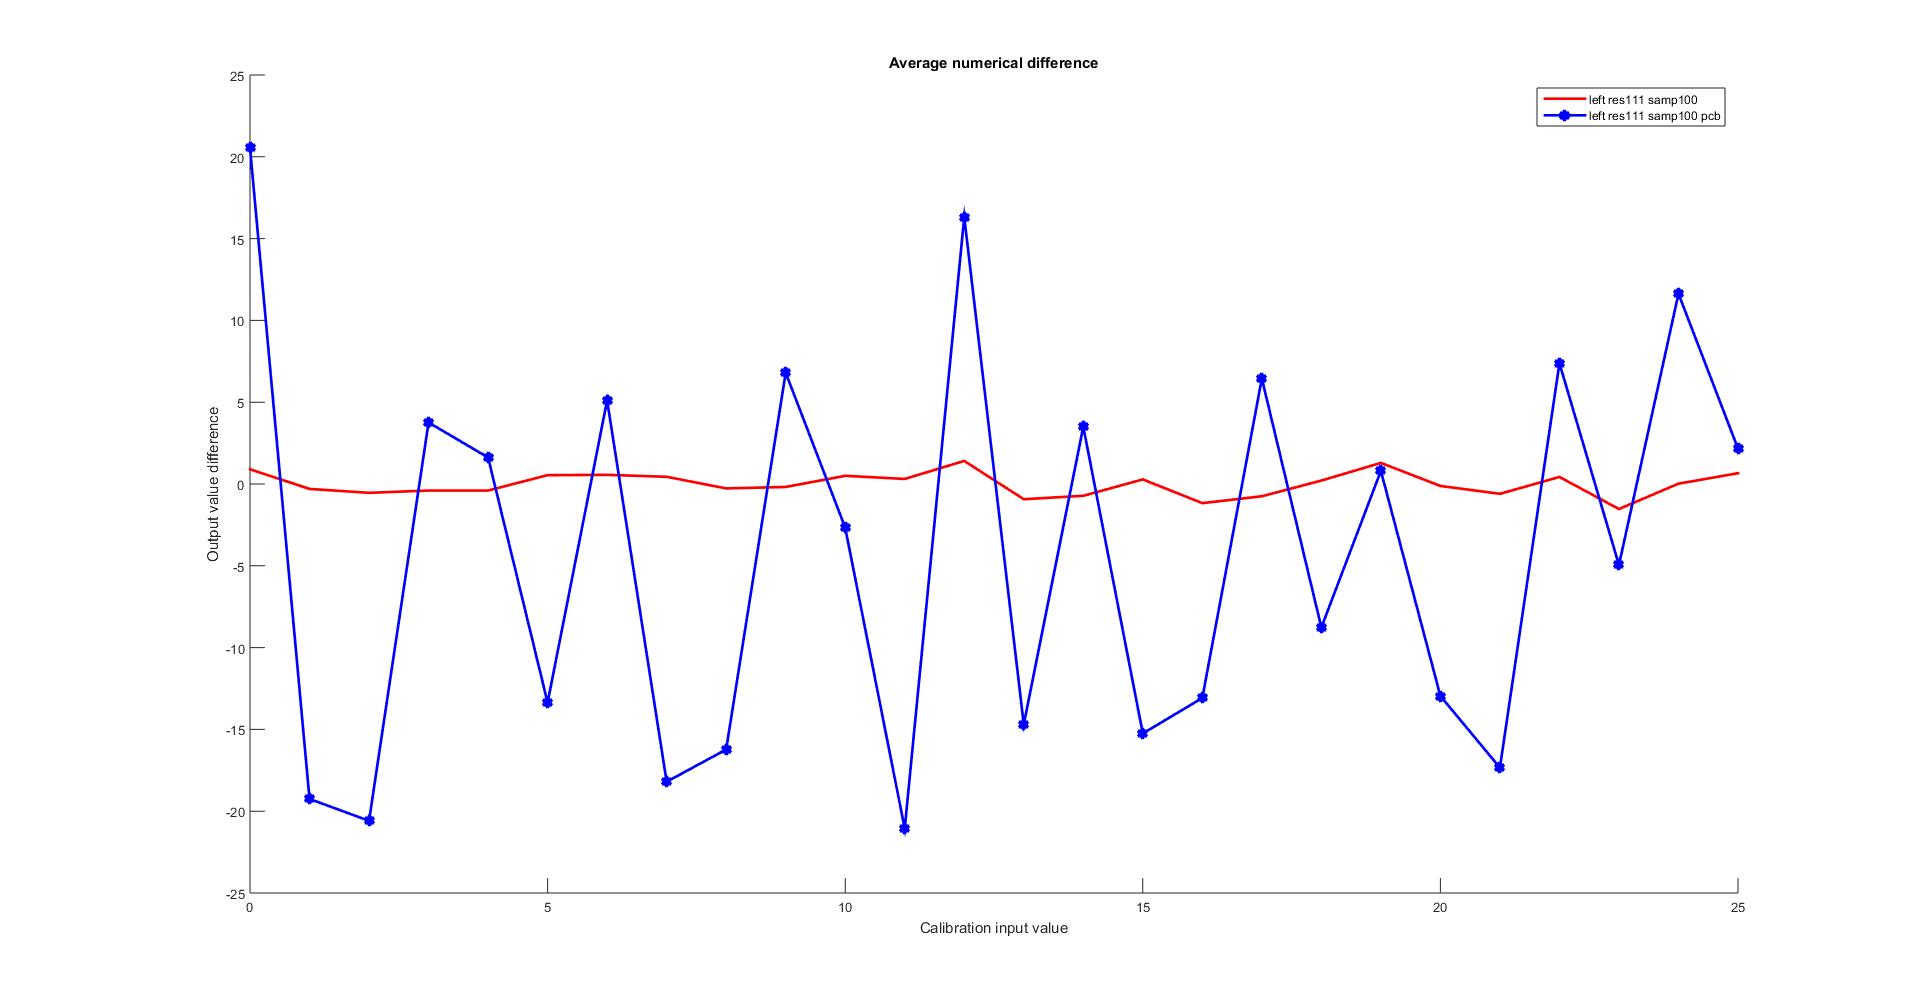 Average numerical difference
left res111 samp100
left res111 samp100 pcb
25
20
15
10
5
0
-5
-10
-15
-20
-25
Output value difference
0 5 10 15 20 25
Calibration input value